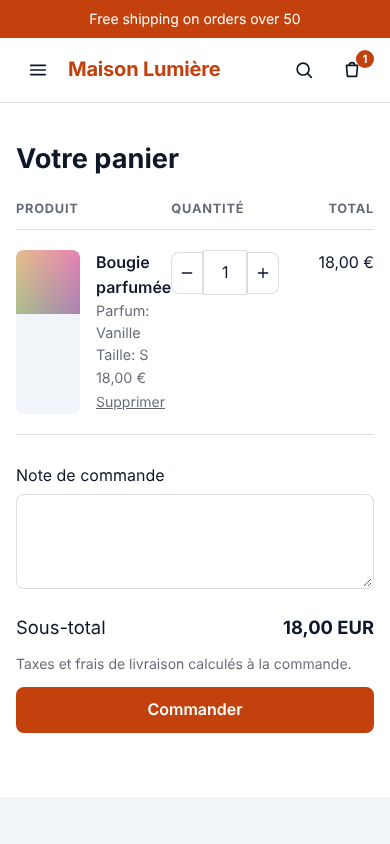 Free shipping on orders over 50
Maison Lumière
1
Votre panier
PRODUIT QUANTITÉ TOTAL
Bougie
parfumée
Parfum:
Vanille
Taille: S
18,00 €
Supprimer
− 1 +
18,00 €
Note de commande
Sous-total 18,00 EUR
Taxes et frais de livraison calculés à la commande.
Commander